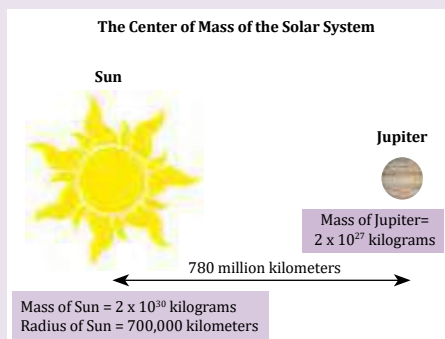 The Center of Mass of the Solar System
Sun
Jupiter
Mass of Jupiter=
2 x 10²⁷ kilograms
780 million kilometers
Mass of Sun = 2 x 10³⁰ kilograms
Radius of Sun = 700,000 kilometers